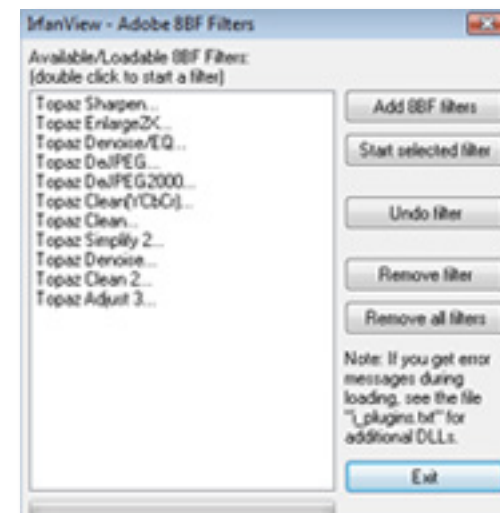 IrfanView - Adobe 8BF Filters
Available/Loadable 8BF Filters:
(double click to start a filter)
Topaz Sharpen...
Topaz Enlarge2X...
Topaz Denoise/EQ...
Topaz DeJPEG...
Topaz DeJPEG2000...
Topaz Clean(YCbCr)...
Topaz Clean...
Topaz Simplify 2...
Topaz Denoise...
Topaz Clean 2...
Topaz Adjust 3...
Add 8BF filters
Start selected filter
Undo filter
Remove filter
Remove all filters
Note: If you get error
messages during
loading, see the file
"i_plugins.txt" for
additional DLLs.
Exit